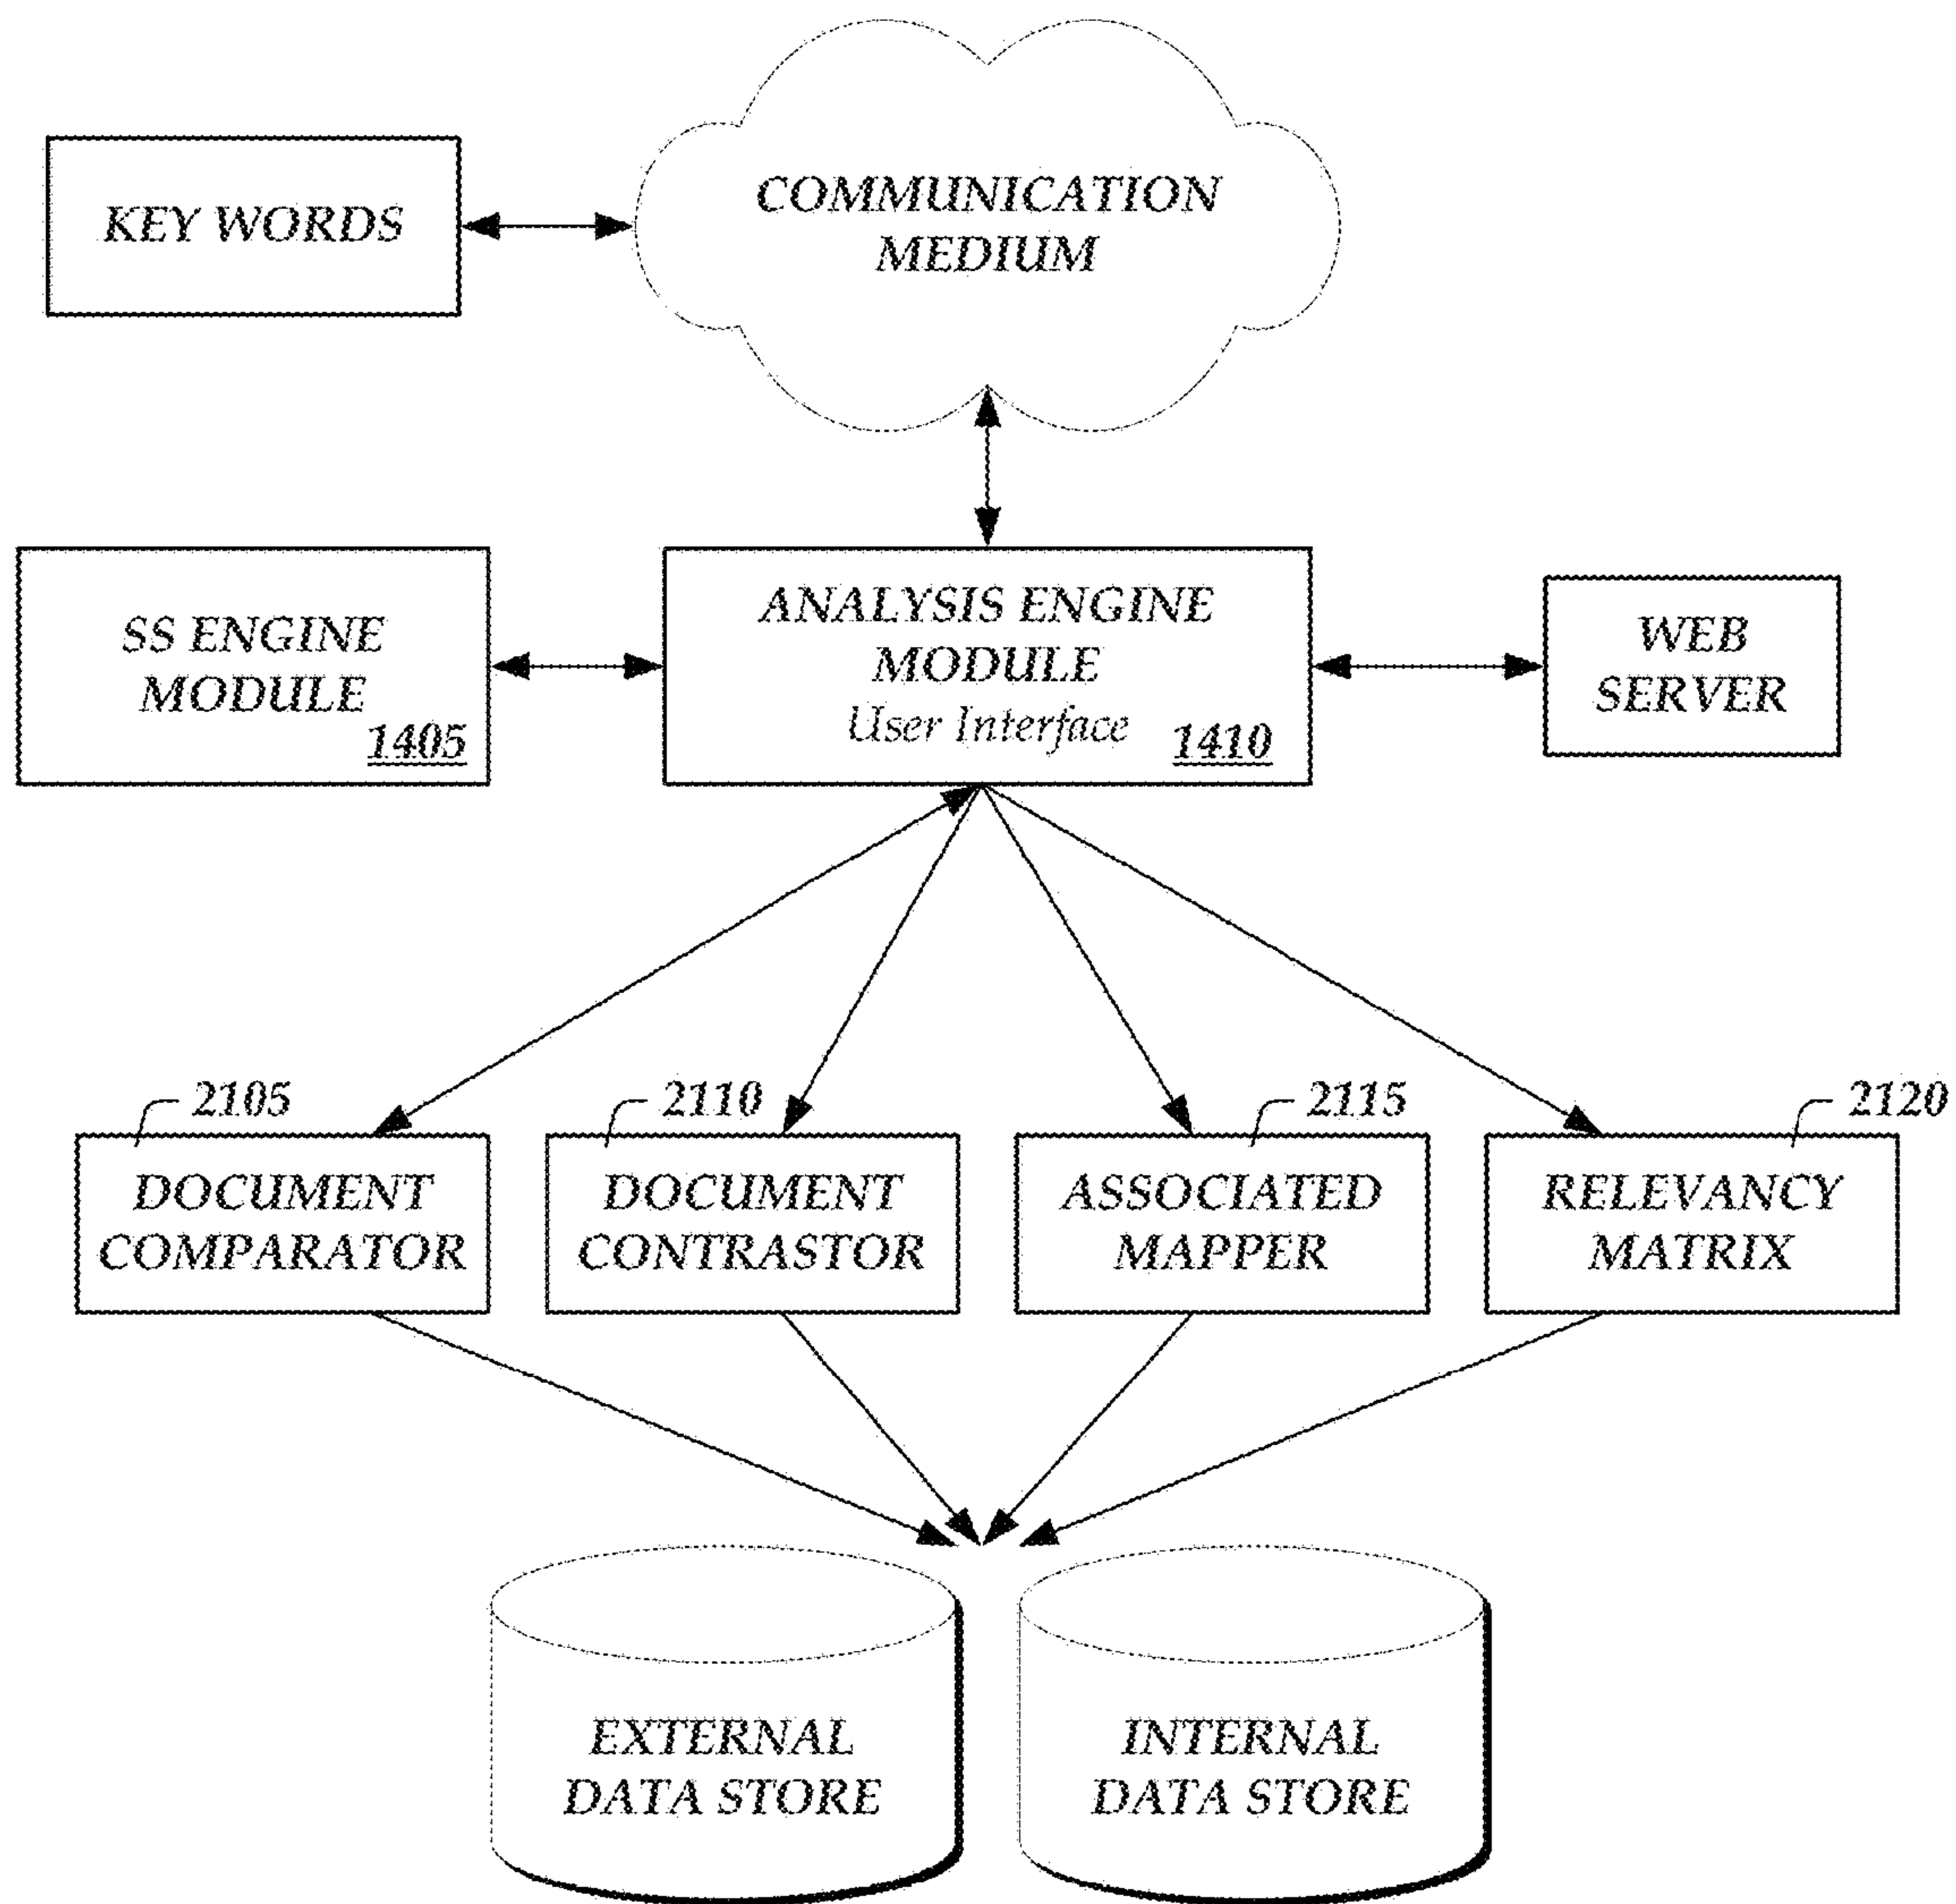 COMMUNICATION
MEDIUM
KEY WORDS
SS ENGINE
MODULE
1405
ANALYSIS ENGINE
MODULE
User Interface
1410
WEB
SERVER
2105
DOCUMENT
COMPARATOR
2110
DOCUMENT
CONTRASTOR
2115
ASSOCIATED
MAPPER
2120
RELEVANCY
MATRIX
EXTERNAL
DATA STORE
INTERNAL
DATA STORE